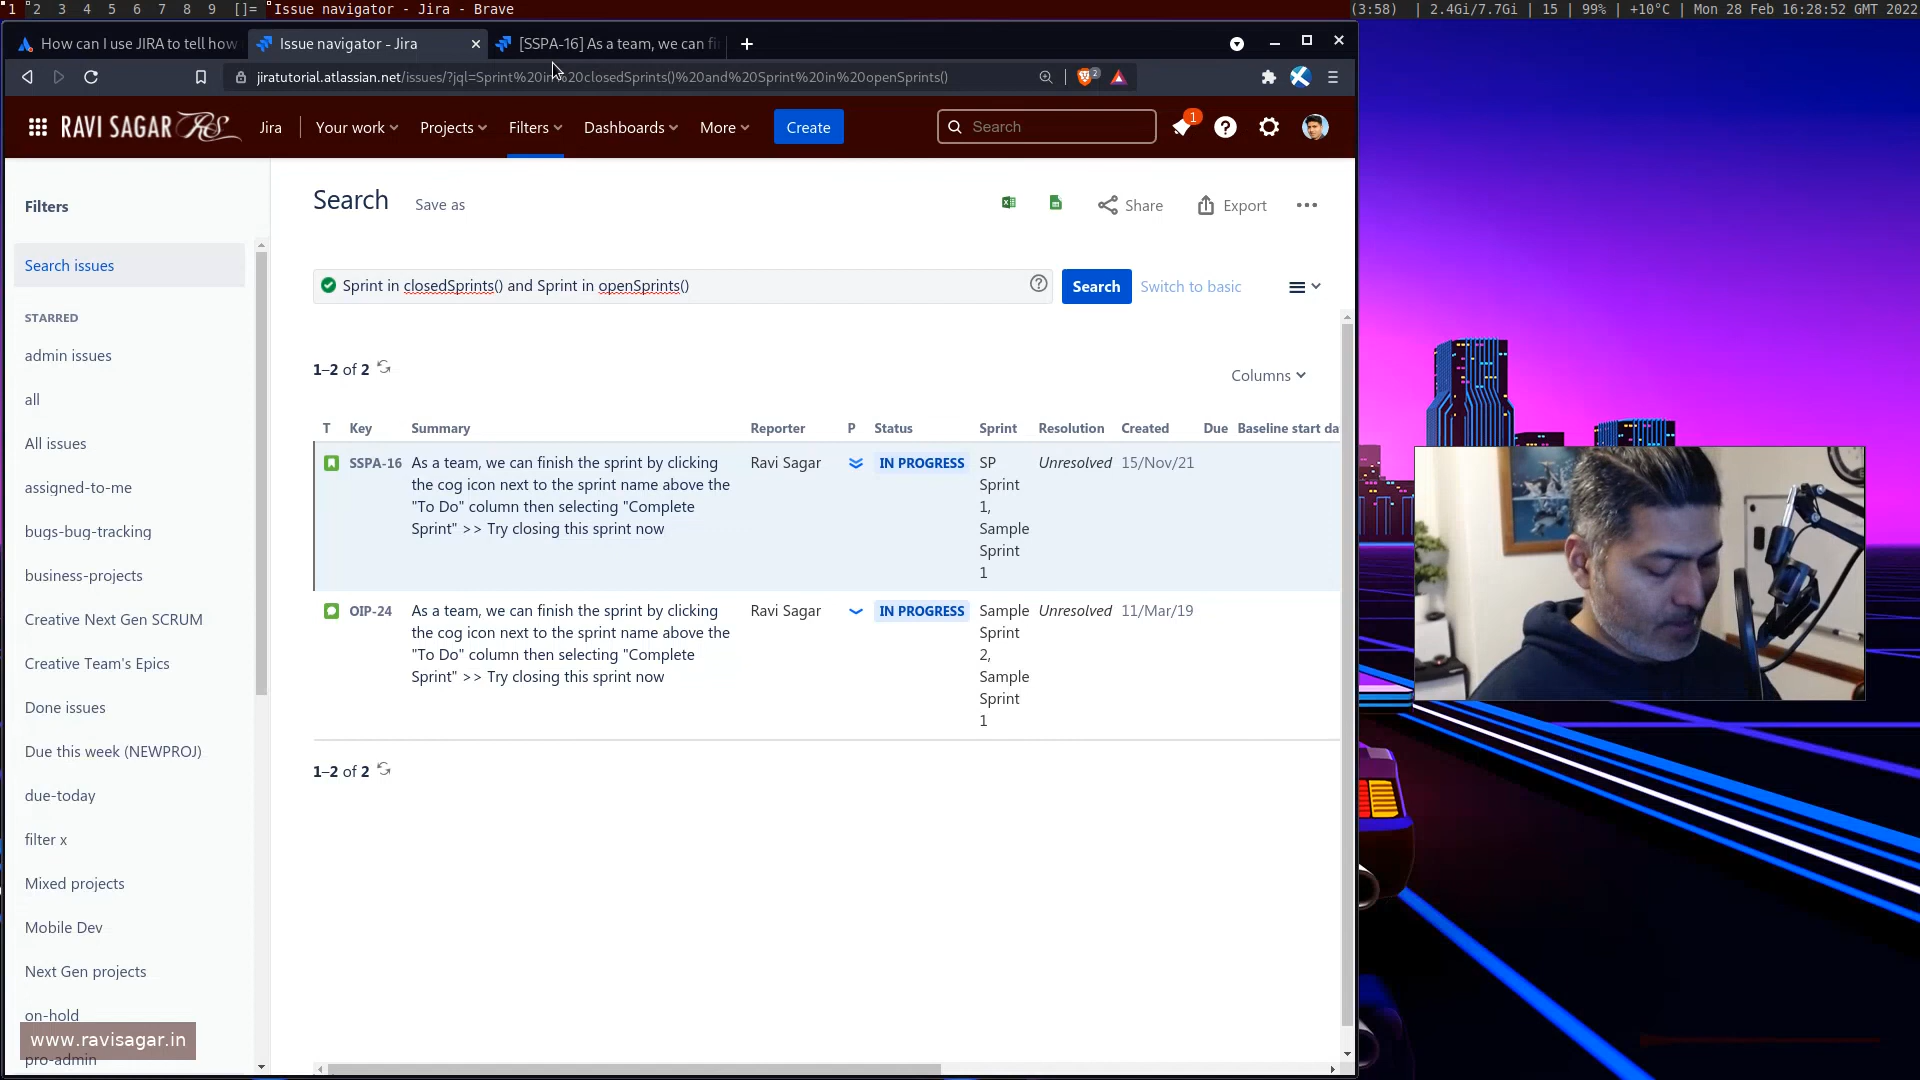 1 2 3 4 5 6 7 8 9 []= Issue navigator - Jira - Brave
(3:58) | 2.4Gi/7.7Gi | 15 | 99% | +10°C | Mon 28 Feb 16:28:52 GMT 2022
How can I use JIRA to tell how
Issue navigator - Jira
[SSPA-16] As a team, we can fi
jiratutorial.atlassian.net/issues/?jql=Sprint%20in%20closedSprints()%20and%20Sprint%20in%20openSprints()
2
RAVI SAGAR RS
Jira
Your work
Projects
Filters
Dashboards
More
Create
Search
1
Filters
Search issues
STARRED
admin issues
all
All issues
assigned-to-me
bugs-bug-tracking
business-projects
Creative Next Gen SCRUM
Creative Team's Epics
Done issues
Due this week (NEWPROJ)
due-today
filter x
Mixed projects
Mobile Dev
Next Gen projects
on-hold
pro-admin
www.ravisagar.in
Search
Save as
Share
Export
Sprint in closedSprints() and Sprint in openSprints()
Search
Switch to basic
1–2 of 2
Columns
T Key Summary Reporter P Status Sprint Resolution Created Due Baseline start da
SSPA-16 As a team, we can finish the sprint by clicking Ravi Sagar IN PROGRESS SP Unresolved 15/Nov/21
the cog icon next to the sprint name above the Sprint
"To Do" column then selecting "Complete 1,
Sprint" >> Try closing this sprint now Sample
Sprint
1
OIP-24 As a team, we can finish the sprint by clicking Ravi Sagar IN PROGRESS Sample Unresolved 11/Mar/19
the cog icon next to the sprint name above the Sprint
"To Do" column then selecting "Complete 2,
Sprint" >> Try closing this sprint now Sample
Sprint
1
1–2 of 2